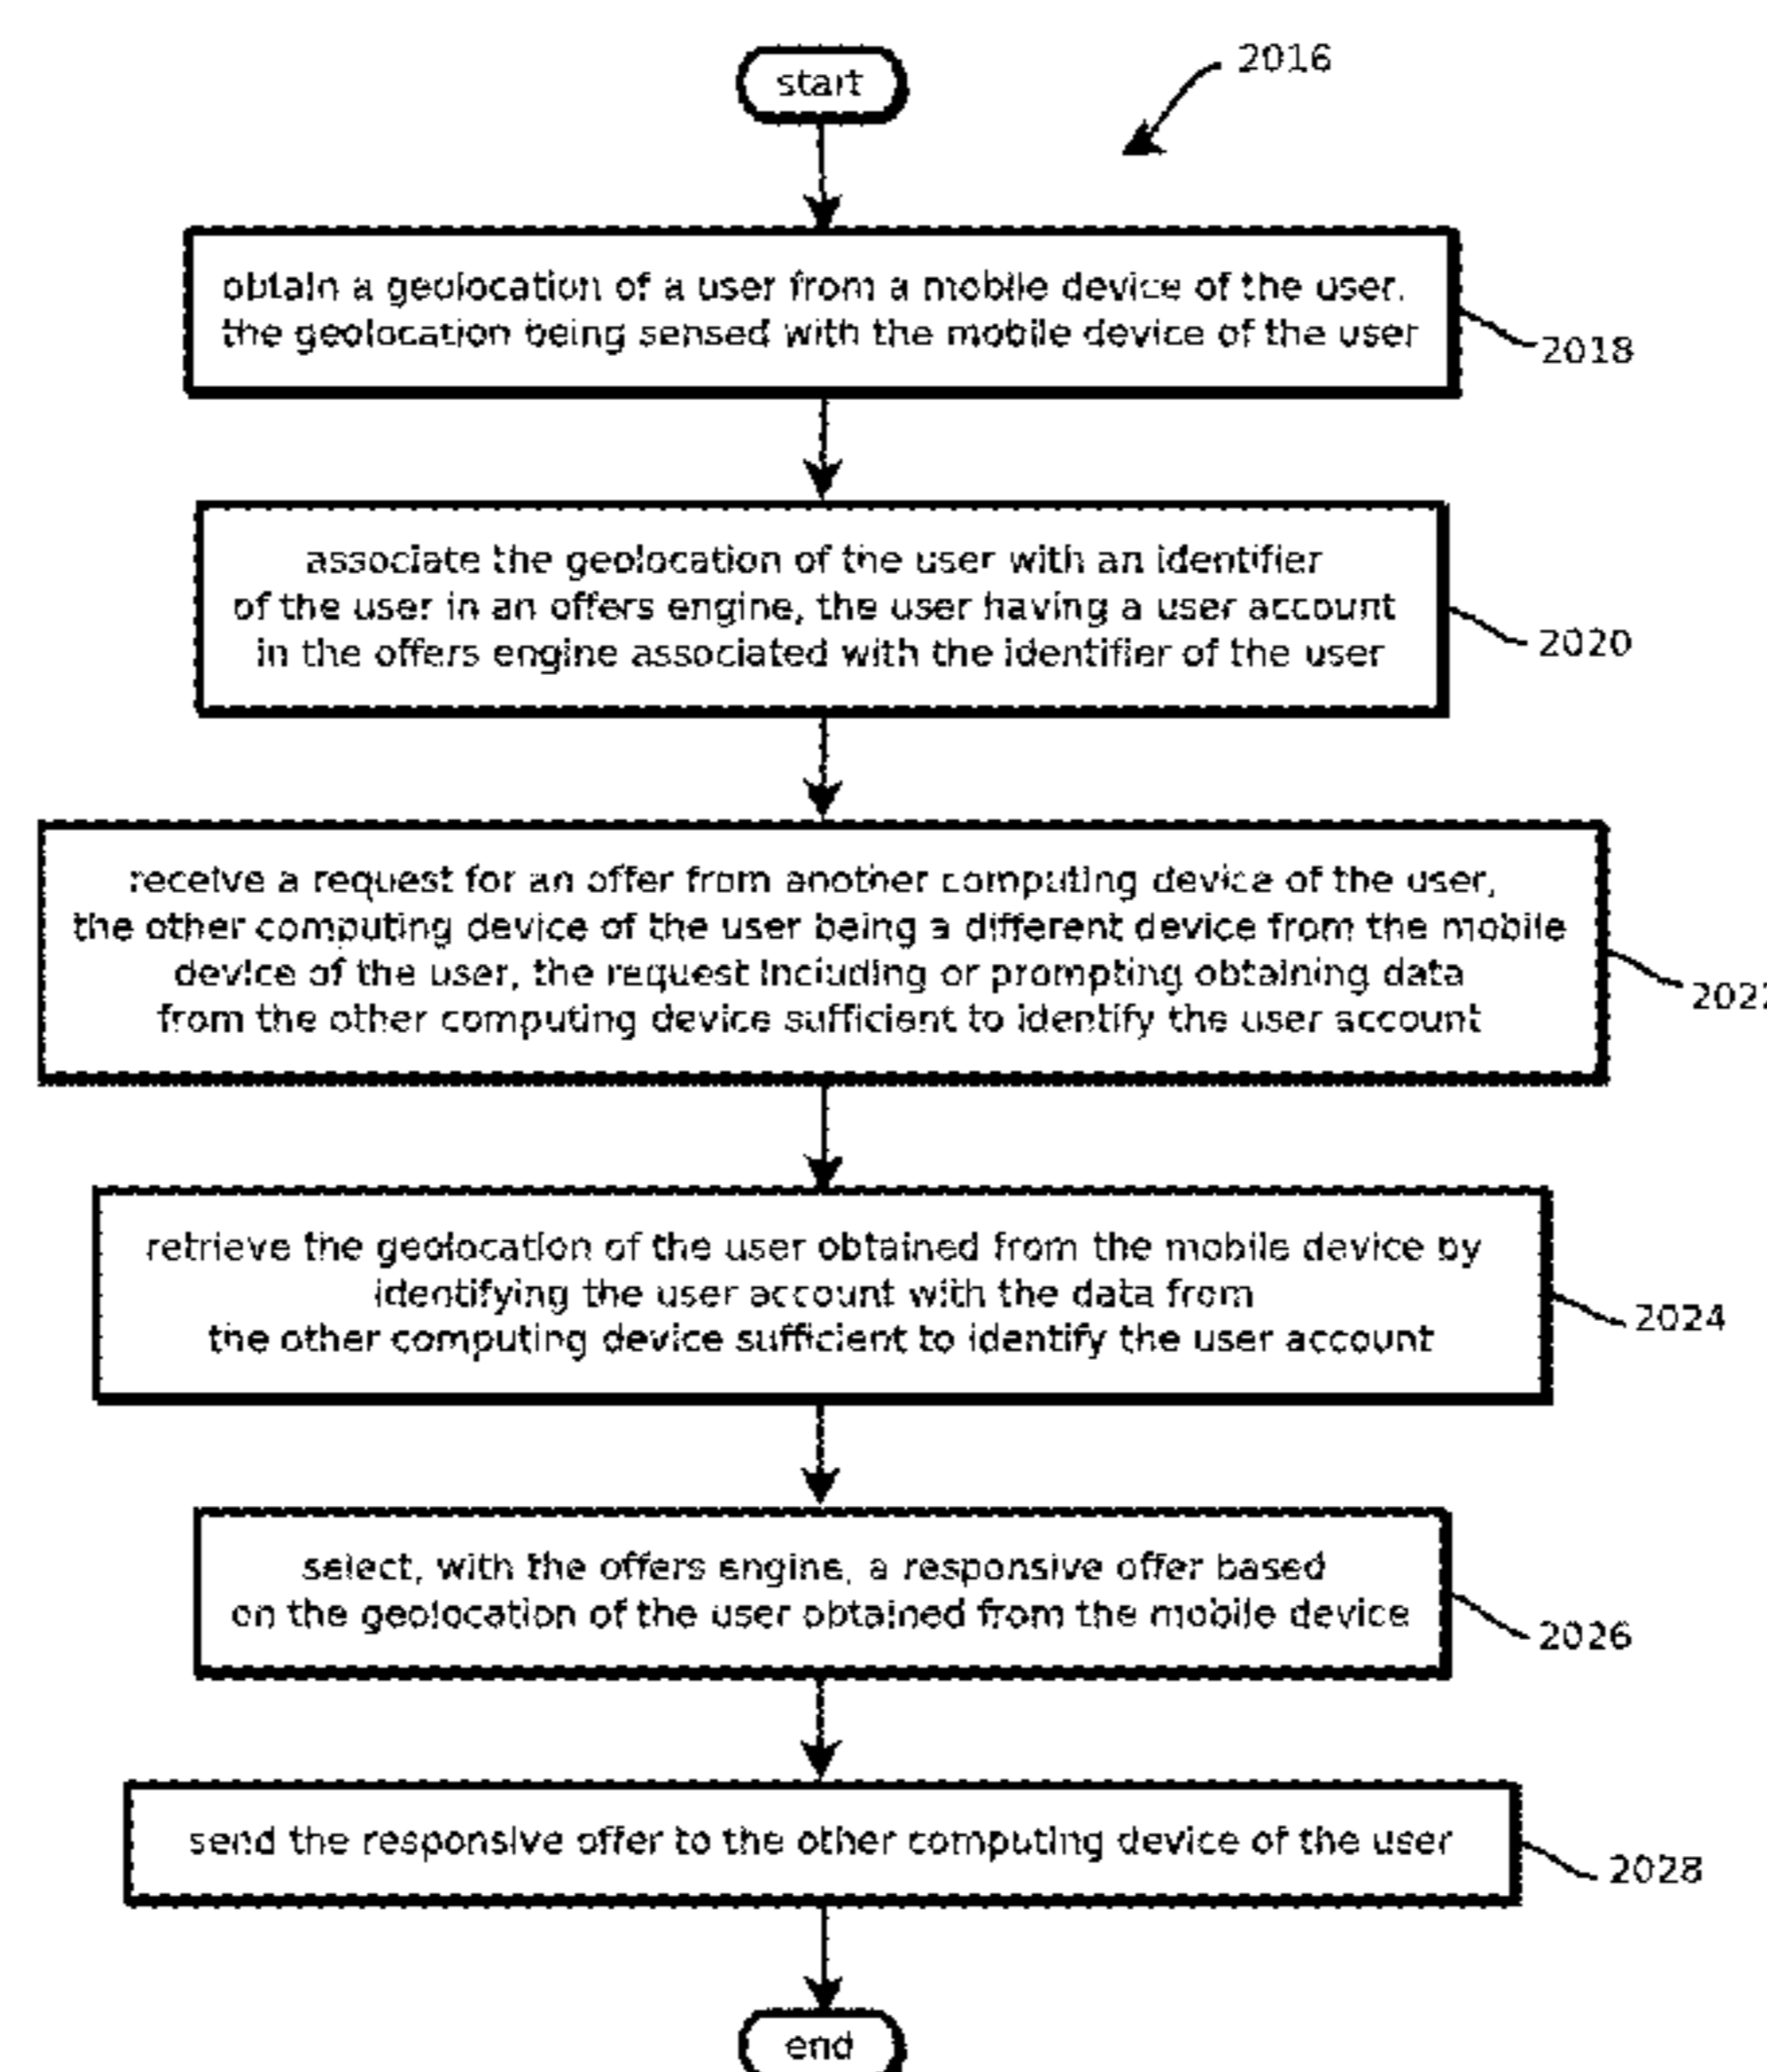 start
2016
obtain a geolocation of a user from a mobile device of the user,
the geolocation being sensed with the mobile device of the user
2018
associate the geolocation of the user with an identifier
of the user in an offers engine, the user having a user account
in the offers engine associated with the identifier of the user
2020
receive a request for an offer from another computing device of the user,
the other computing device of the user being a different device from the mobile
device of the user, the request including or prompting obtaining data
from the other computing device sufficient to identify the user account
2022
retrieve the geolocation of the user obtained from the mobile device by
identifying the user account with the data from
the other computing device sufficient to identify the user account
2024
select, with the offers engine, a responsive offer based
on the geolocation of the user obtained from the mobile device
2026
send the responsive offer to the other computing device of the user
2028
end